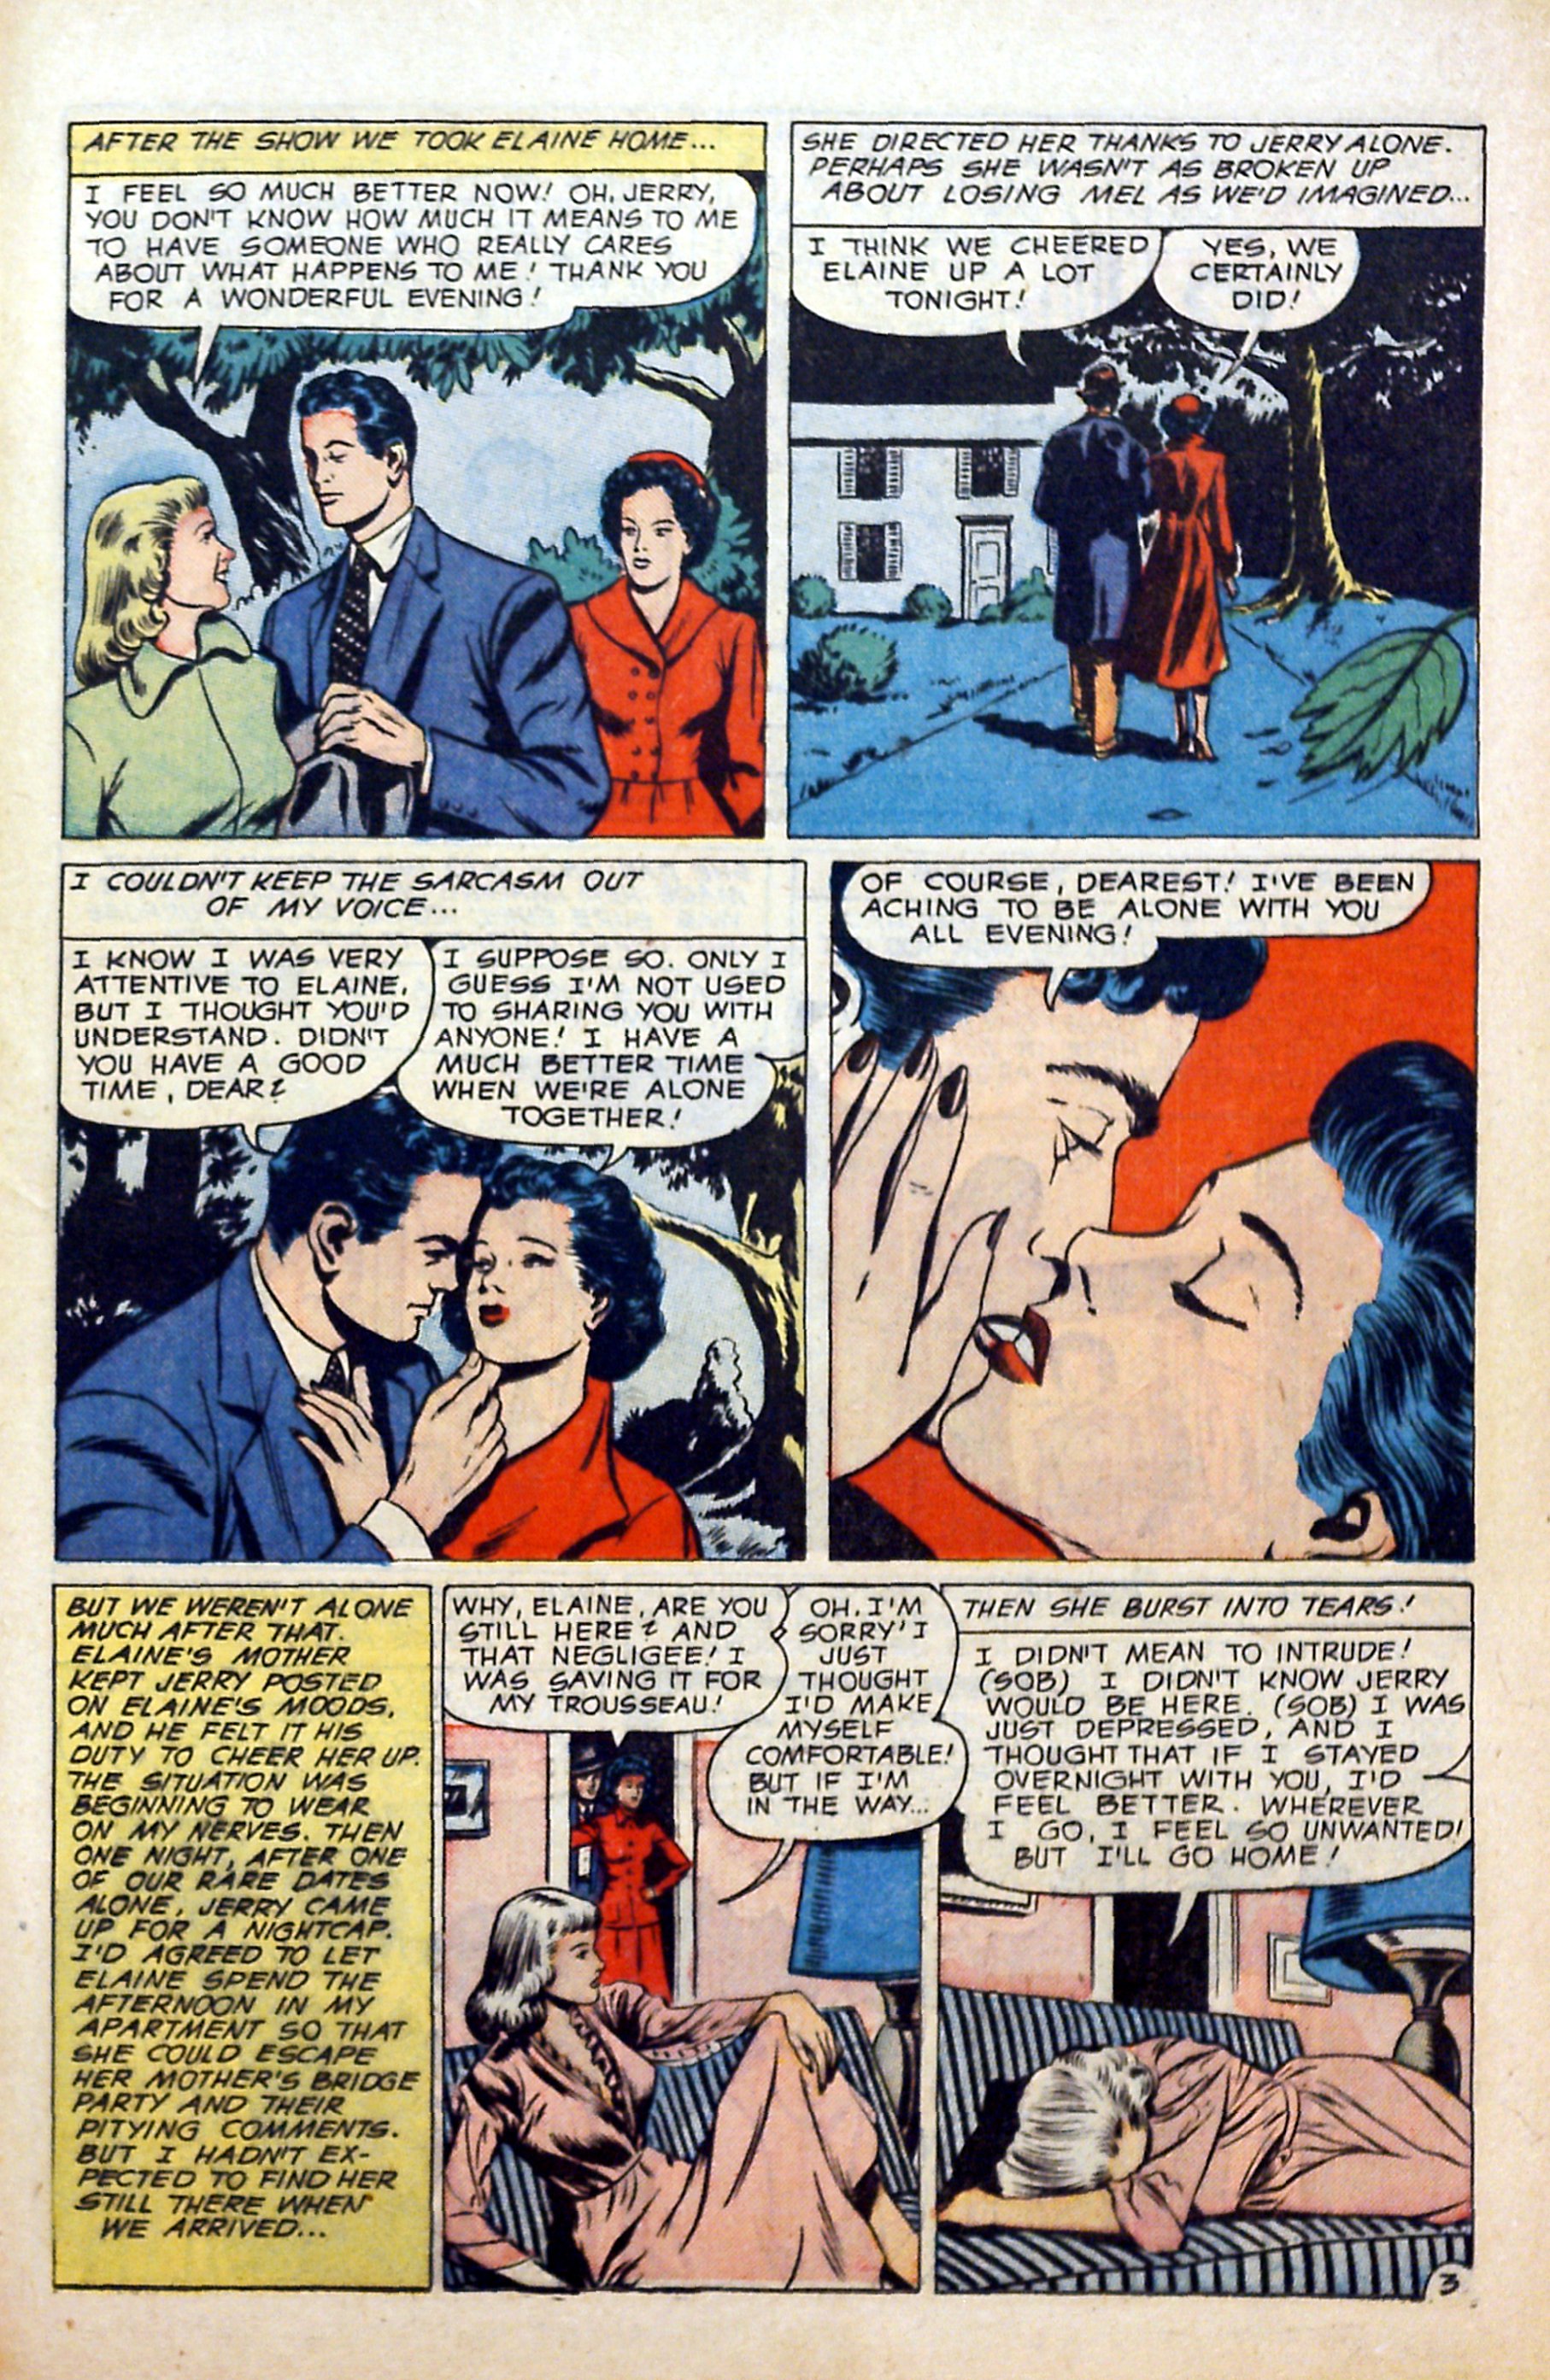 AFTER THE SHOW WE TOOK ELAINE HOME...
I FEEL SO MUCH BETTER NOW! OH, JERRY,
YOU DON'T KNOW HOW MUCH IT MEANS TO ME
TO HAVE SOMEONE WHO REALLY CARES
ABOUT WHAT HAPPENS TO ME! THANK YOU
FOR A WONDERFUL EVENING!
SHE DIRECTED HER THANKS TO JERRY ALONE.
PERHAPS SHE WASN'T AS BROKEN UP
ABOUT LOSING MEL AS WE'D IMAGINED...
I THINK WE CHEERED
ELAINE UP A LOT
TONIGHT!
YES, WE
CERTAINLY
DID!
I COULDN'T KEEP THE SARCASM OUT
OF MY VOICE...
I KNOW I WAS VERY
ATTENTIVE TO ELAINE,
BUT I THOUGHT YOU'D
UNDERSTAND. DIDN'T
YOU HAVE A GOOD
TIME, DEAR?
I SUPPOSE SO. ONLY I
GUESS I'M NOT USED
TO SHARING YOU WITH
ANYONE! I HAVE A
MUCH BETTER TIME
WHEN WE'RE ALONE
TOGETHER!
OF COURSE, DEAREST! I'VE BEEN
ACHING TO BE ALONE WITH YOU
ALL EVENING!
BUT WE WEREN'T ALONE
MUCH AFTER THAT.
ELAINE'S MOTHER
KEPT JERRY POSTED
ON ELAINE'S MOODS,
AND HE FELT IT HIS
DUTY TO CHEER HER UP.
THE SITUATION WAS
BEGINNING TO WEAR
ON MY NERVES. THEN
ONE NIGHT, AFTER ONE
OF OUR RARE DATES
ALONE, JERRY CAME
UP FOR A NIGHTCAP.
I'D AGREED TO LET
ELAINE SPEND THE
AFTERNOON IN MY
APARTMENT SO THAT
SHE COULD ESCAPE
HER MOTHER'S BRIDGE
PARTY AND THEIR
PITYING COMMENTS.
BUT I HADN'T EX-
PECTED TO FIND HER
STILL THERE WHEN
WE ARRIVED...
WHY, ELAINE, ARE YOU
STILL HERE? AND
THAT NEGLIGEE! I
WAS SAVING IT FOR
MY TROUSSEAU!
OH, I'M
SORRY! I
JUST
THOUGHT
I'D MAKE
MYSELF
COMFORTABLE!
BUT IF I'M
IN THE WAY...
THEN SHE BURST INTO TEARS!
I DIDN'T MEAN TO INTRUDE!
(SOB) I DIDN'T KNOW JERRY
WOULD BE HERE. (SOB) I WAS
JUST DEPRESSED, AND I
THOUGHT THAT IF I STAYED
OVERNIGHT WITH YOU, I'D
FEEL BETTER. WHEREVER
I GO, I FEEL SO UNWANTED!
BUT I'LL GO HOME!
3